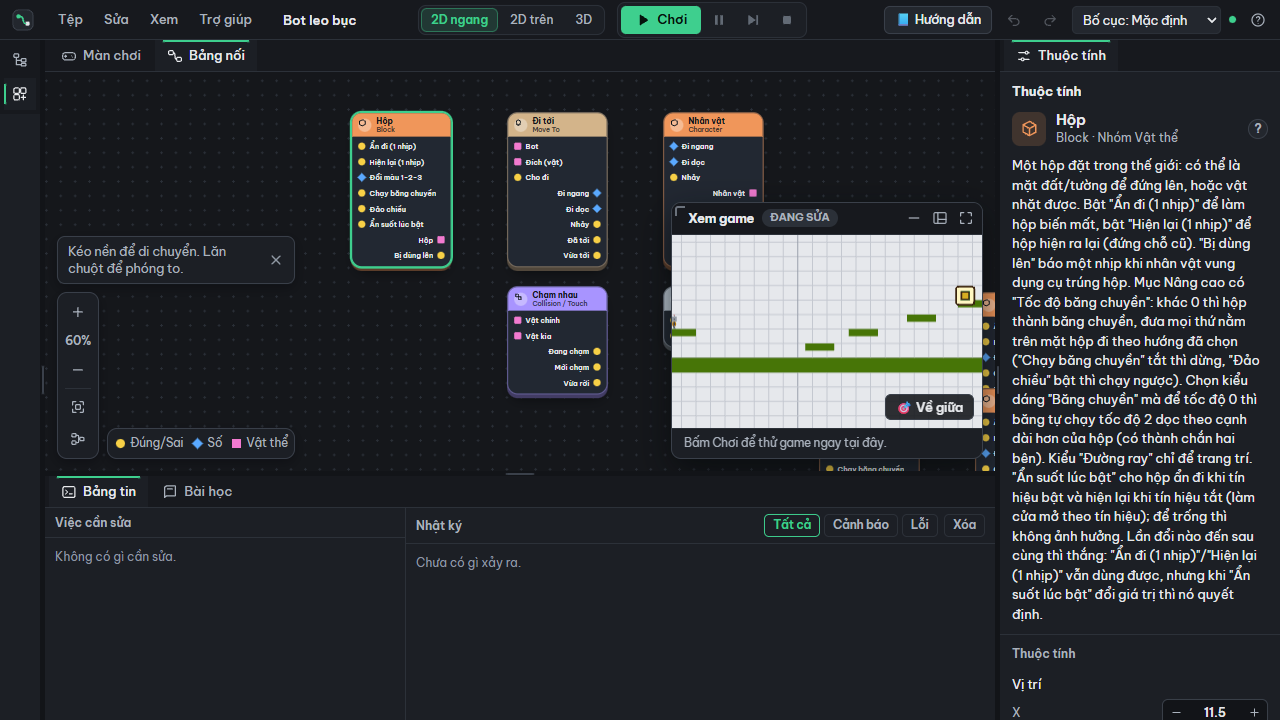 Tệp Sửa Xem Trợ giúp Bot leo bục 2D ngang 2D trên 3D Chơi 📘 Hướng dẫn Bố cục: Mặc định
Màn chơi Bảng nối
Thuộc tính
Hộp
Block
Ẩn đi (1 nhịp)
Hiện lại (1 nhịp)
Đổi màu 1-2-3
Chạy băng chuyền
Đảo chiều
Ẩn suốt lúc bật
Hộp
Bị dùng lên
Đi tới
Move To
Bot
Đích (vật)
Cho đi
Đi ngang
Đi dọc
Nhảy
Đã tới
Vừa tới
Nhân vật
Character
Đi ngang
Đi dọc
Nhảy
Nhân vật
Chạm nhau
Collision / Touch
Vật chính
Vật kia
Đang chạm
Mới chạm
Vừa rời
Chạy băng chuyền
Xem game ĐANG SỬA
🎯 Về giữa
Bấm Chơi để thử game ngay tại đây.
Kéo nền để di chuyển. Lăn
chuột để phóng to.
60%
Đúng/Sai Số Vật thể
Bảng tin Bài học
Việc cần sửa
Không có gì cần sửa.
Nhật ký Tất cả Cảnh báo Lỗi Xóa
Chưa có gì xảy ra.
Thuộc tính
Hộp
Block · Nhóm Vật thể
?
Một hộp đặt trong thế giới: có thể là
mặt đất/tường để đứng lên, hoặc vật
nhặt được. Bật "Ẩn đi (1 nhịp)" để làm
hộp biến mất, bật "Hiện lại (1 nhịp)" để
hộp hiện ra lại (đứng chỗ cũ). "Bị dùng
lên" báo một nhịp khi nhân vật vung
dụng cụ trúng hộp. Mục Nâng cao có
"Tốc độ băng chuyền": khác 0 thì hộp
thành băng chuyền, đưa mọi thứ nằm
trên mặt hộp đi theo hướng đã chọn
("Chạy băng chuyền" tắt thì dừng, "Đảo
chiều" bật thì chạy ngược). Chọn kiểu
dáng "Băng chuyền" mà để tốc độ 0 thì
băng tự chạy tốc độ 2 dọc theo cạnh
dài hơn của hộp (có thành chắn hai
bên). Kiểu "Đường ray" chỉ để trang trí.
"Ẩn suốt lúc bật" cho hộp ẩn đi khi tín
hiệu bật và hiện lại khi tín hiệu tắt (làm
cửa mở theo tín hiệu); để trống thì
không ảnh hưởng. Lần đổi nào đến sau
cùng thì thắng: "Ẩn đi (1 nhịp)"/"Hiện lại
(1 nhịp)" vẫn dùng được, nhưng khi "Ẩn
suốt lúc bật" đổi giá trị thì nó quyết
định.
Thuộc tính
Vị trí
X − 11.5 +